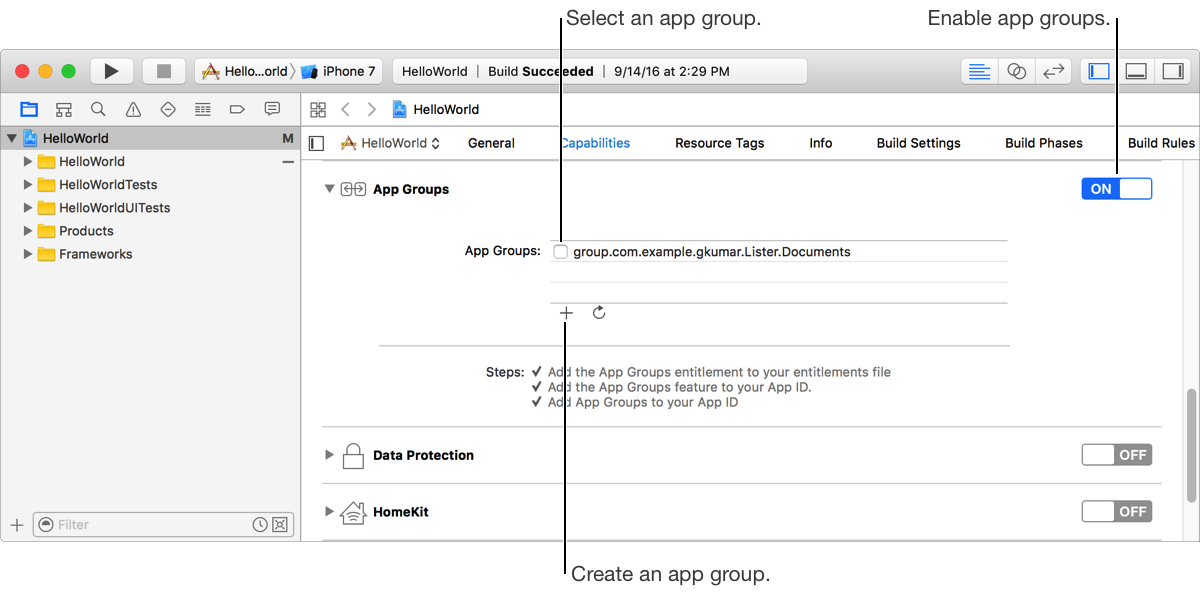 Select an app group.
Enable app groups.
Hello...orld
iPhone 7
HelloWorld | Build Succeeded | 9/14/16 at 2:29 PM
HelloWorld
HelloWorld M
HelloWorld
HelloWorldTests
HelloWorldUITests
Products
Frameworks
HelloWorld
General
Capabilities
Resource Tags
Info
Build Settings
Build Phases
Build Rules
App Groups
ON
App Groups:
group.com.example.gkumar.Lister.Documents
Steps: ✔ Add the App Groups entitlement to your entitlements file
✔ Add the App Groups feature to your App ID.
✔ Add App Groups to your App ID
Data Protection
OFF
HomeKit
OFF
Filter
Create an app group.